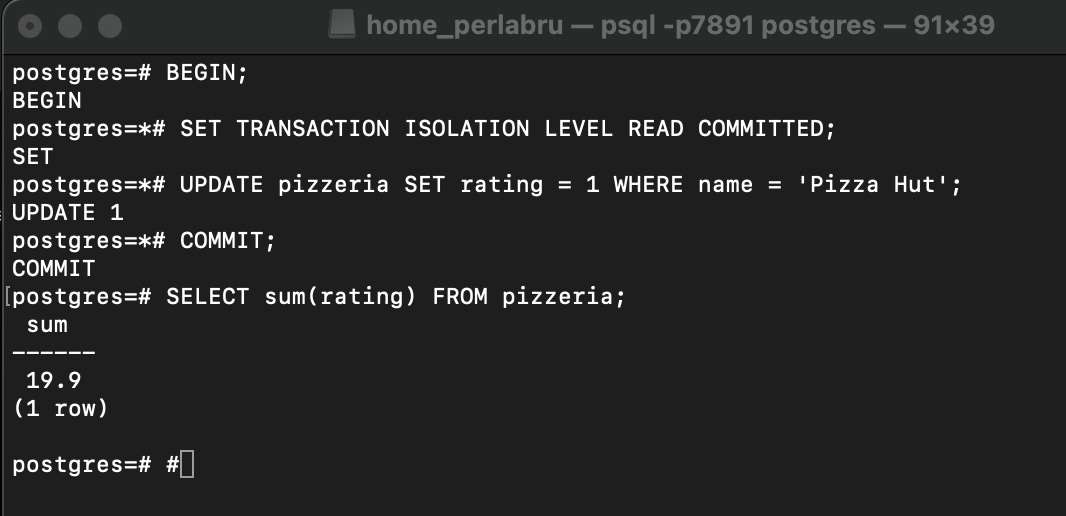 home_perlabru — psql -p7891 postgres — 91×39
postgres=# BEGIN;
BEGIN
postgres=*# SET TRANSACTION ISOLATION LEVEL READ COMMITTED;
SET
postgres=*# UPDATE pizzeria SET rating = 1 WHERE name = 'Pizza Hut';
UPDATE 1
postgres=*# COMMIT;
COMMIT
[postgres=# SELECT sum(rating) FROM pizzeria;
sum
------
19.9
(1 row)
postgres=# #